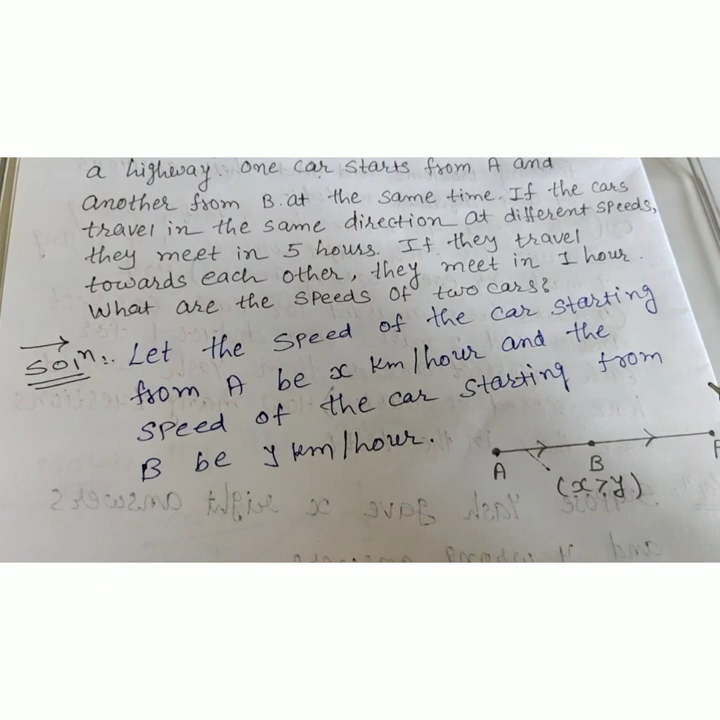 a highway. One car starts from A and
another from B at the same time. If the cars
travel in the same direction at different speeds,
they meet in 5 hours. If they travel
towards each other, they meet in 1 hour.
What are the speeds of two cars?
Soln:. Let the speed of the car starting
from A be x km/hour and the
speed of the car starting from
B be y km/hour.
A B P
(x>y)